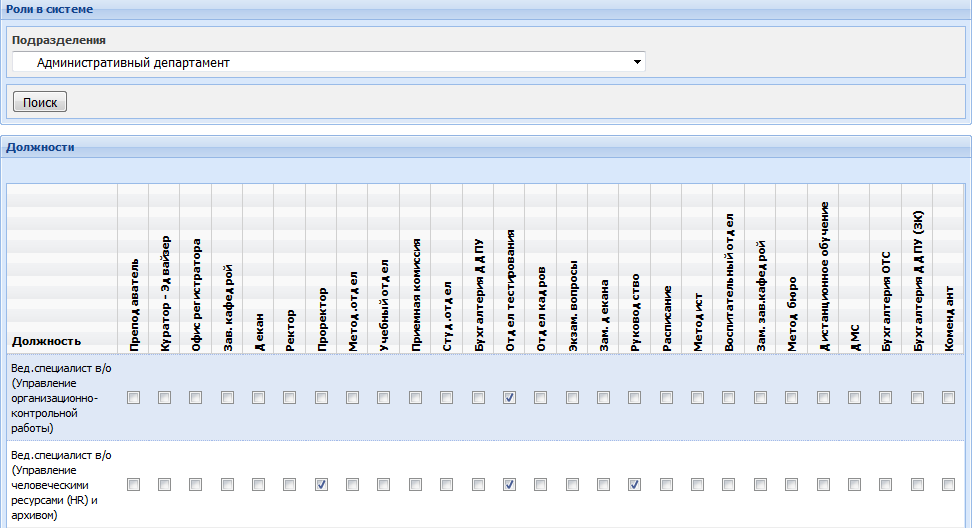 Роли в системе
Подразделения
Административный департамент
Поиск
Должности
Должность
Преподаватель
Куратор - Эдвайзер
Офис регистратора
Зав. кафедрой
Декан
Ректор
Проректор
Метод.отдел
Учебный отдел
Приемная комиссия
Студ.отдел
Бухгалтерия ДДПУ
Отдел тестирования
Отдел кадров
Экзам. вопросы
Зам. декана
Руководство
Расписание
Методист
Воспитательный отдел
Зам. зав.кафедрой
Метод бюро
Дистанционное обучение
ДМС
Бухгалтерия ОТС
Бухгалтерия ДДПУ (ЗК)
Комендант
Вед.специалист в/о
(Управление
организационно-
контрольной
работы)
Вед.специалист в/о
(Управление
человеческими
ресурсами (HR) и
архивом)